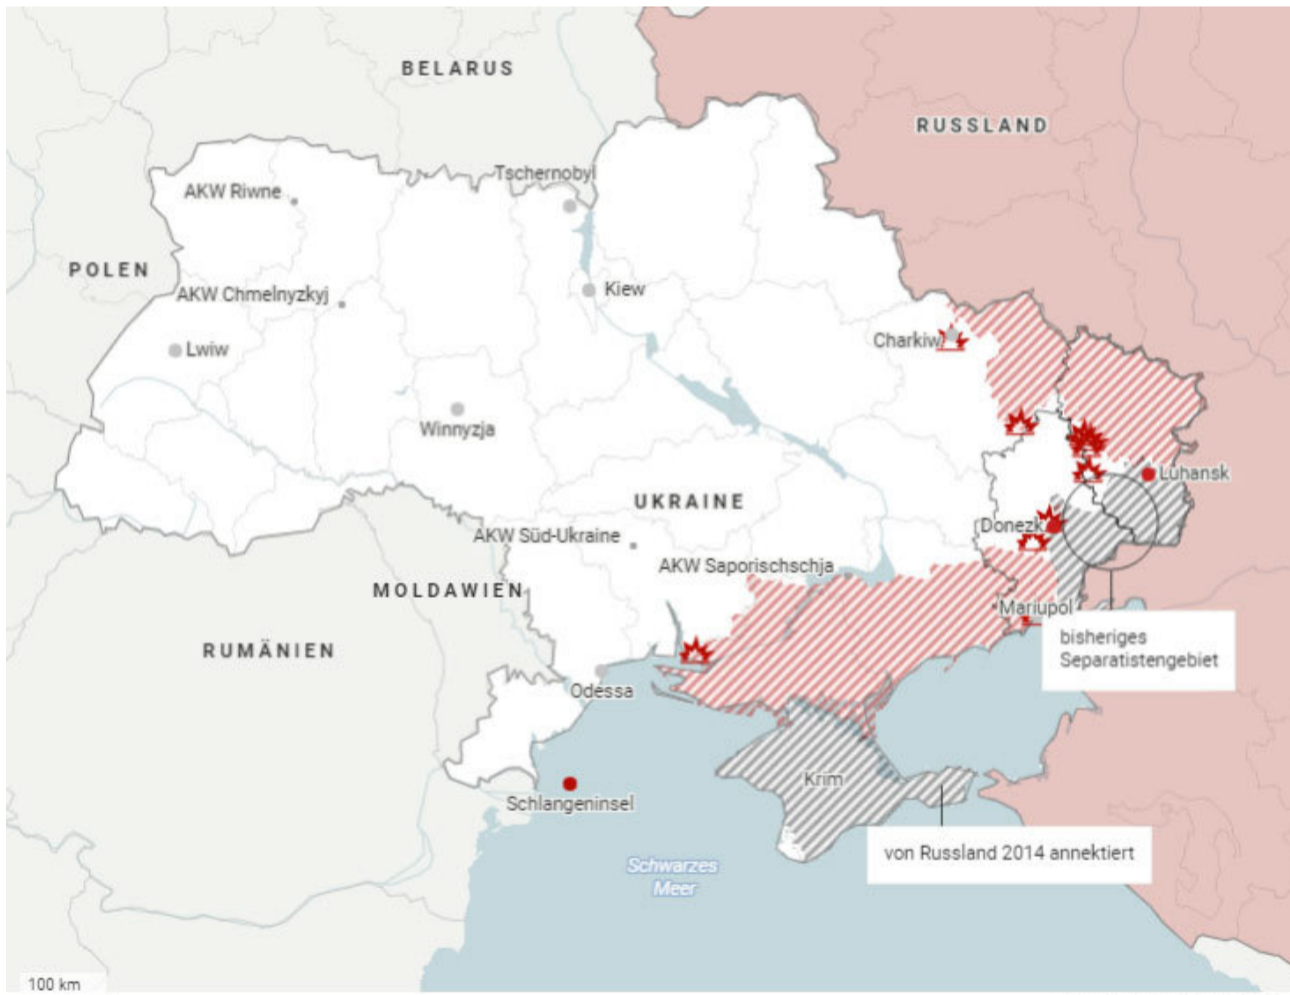 BELARUS
RUSSLAND
Tschernobyl
AKW Riwne
POLEN
AKW Chmelnyzkyj
Kiew
Charkiw
Lwiw
Winnyzja
Luhansk
UKRAINE
Donezk
AKW Süd-Ukraine
AKW Saporischschja
MOLDAWIEN
Mariupol
bisheriges
Separatistengebiet
RUMÄNIEN
Odessa
Krim
Schlangeninsel
von Russland 2014 annektiert
Schwarzes
Meer
100 km